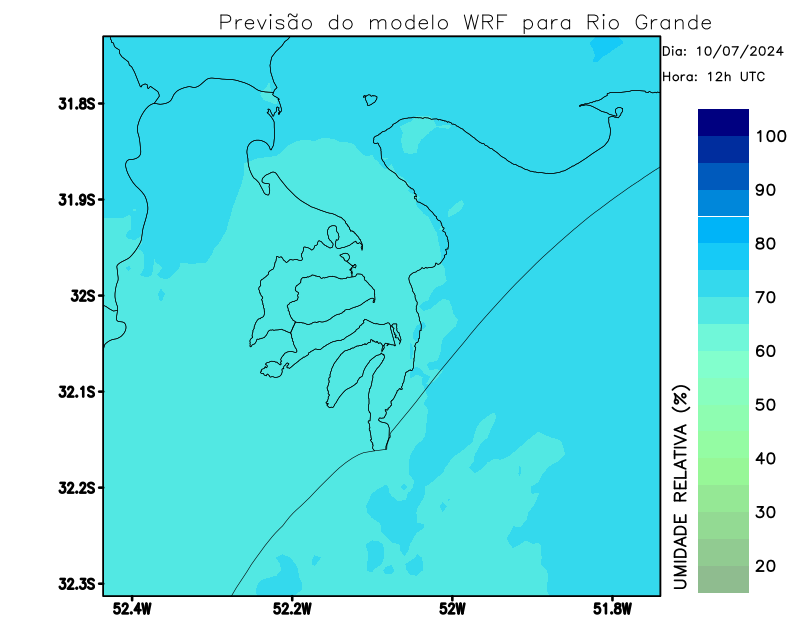 Previsão do modelo WRF para Rio Grande
Dia: 10/07/2024
Hora: 12h UTC
31.8S
31.9S
32S
32.1S
32.2S
32.3S
52.4W
52.2W
52W
51.8W
100
90
80
70
60
50
40
30
20
UMIDADE RELATIVA (%)